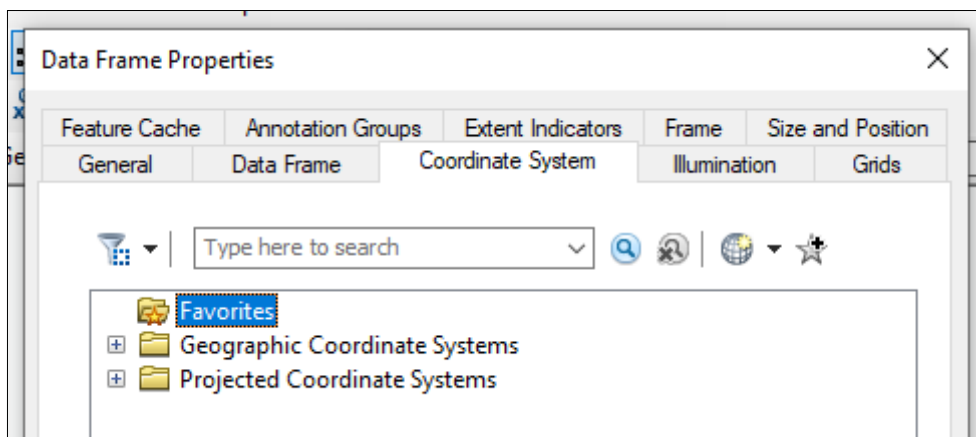 Data Frame Properties
Feature Cache Annotation Groups Extent Indicators Frame Size and Position
General Data Frame Coordinate System Illumination Grids
Type here to search
Favorites
Geographic Coordinate Systems
Projected Coordinate Systems